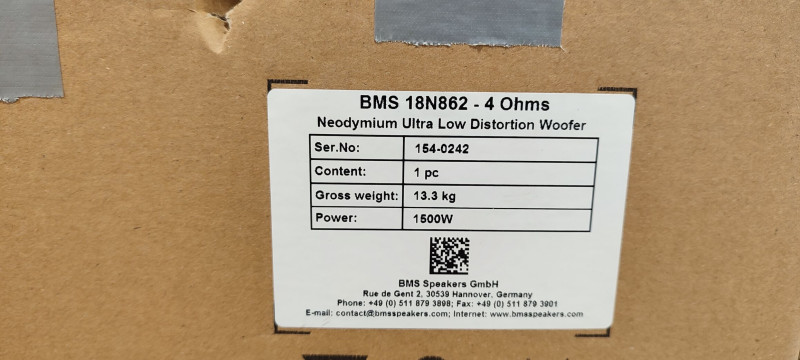 BMS 18N862 - 4 Ohms
Neodymium Ultra Low Distortion Woofer
Ser.No: 154-0242
Content: 1 pc
Gross weight: 13.3 kg
Power: 1500W
BMS Speakers GmbH
Rue de Gent 2, 30539 Hannover, Germany
Phone: +49 (0) 511 879 3898; Fax: +49 (0) 511 879 3901
E-mail: contact@bmsspeakers.com; Internet: www.bmsspeakers.com